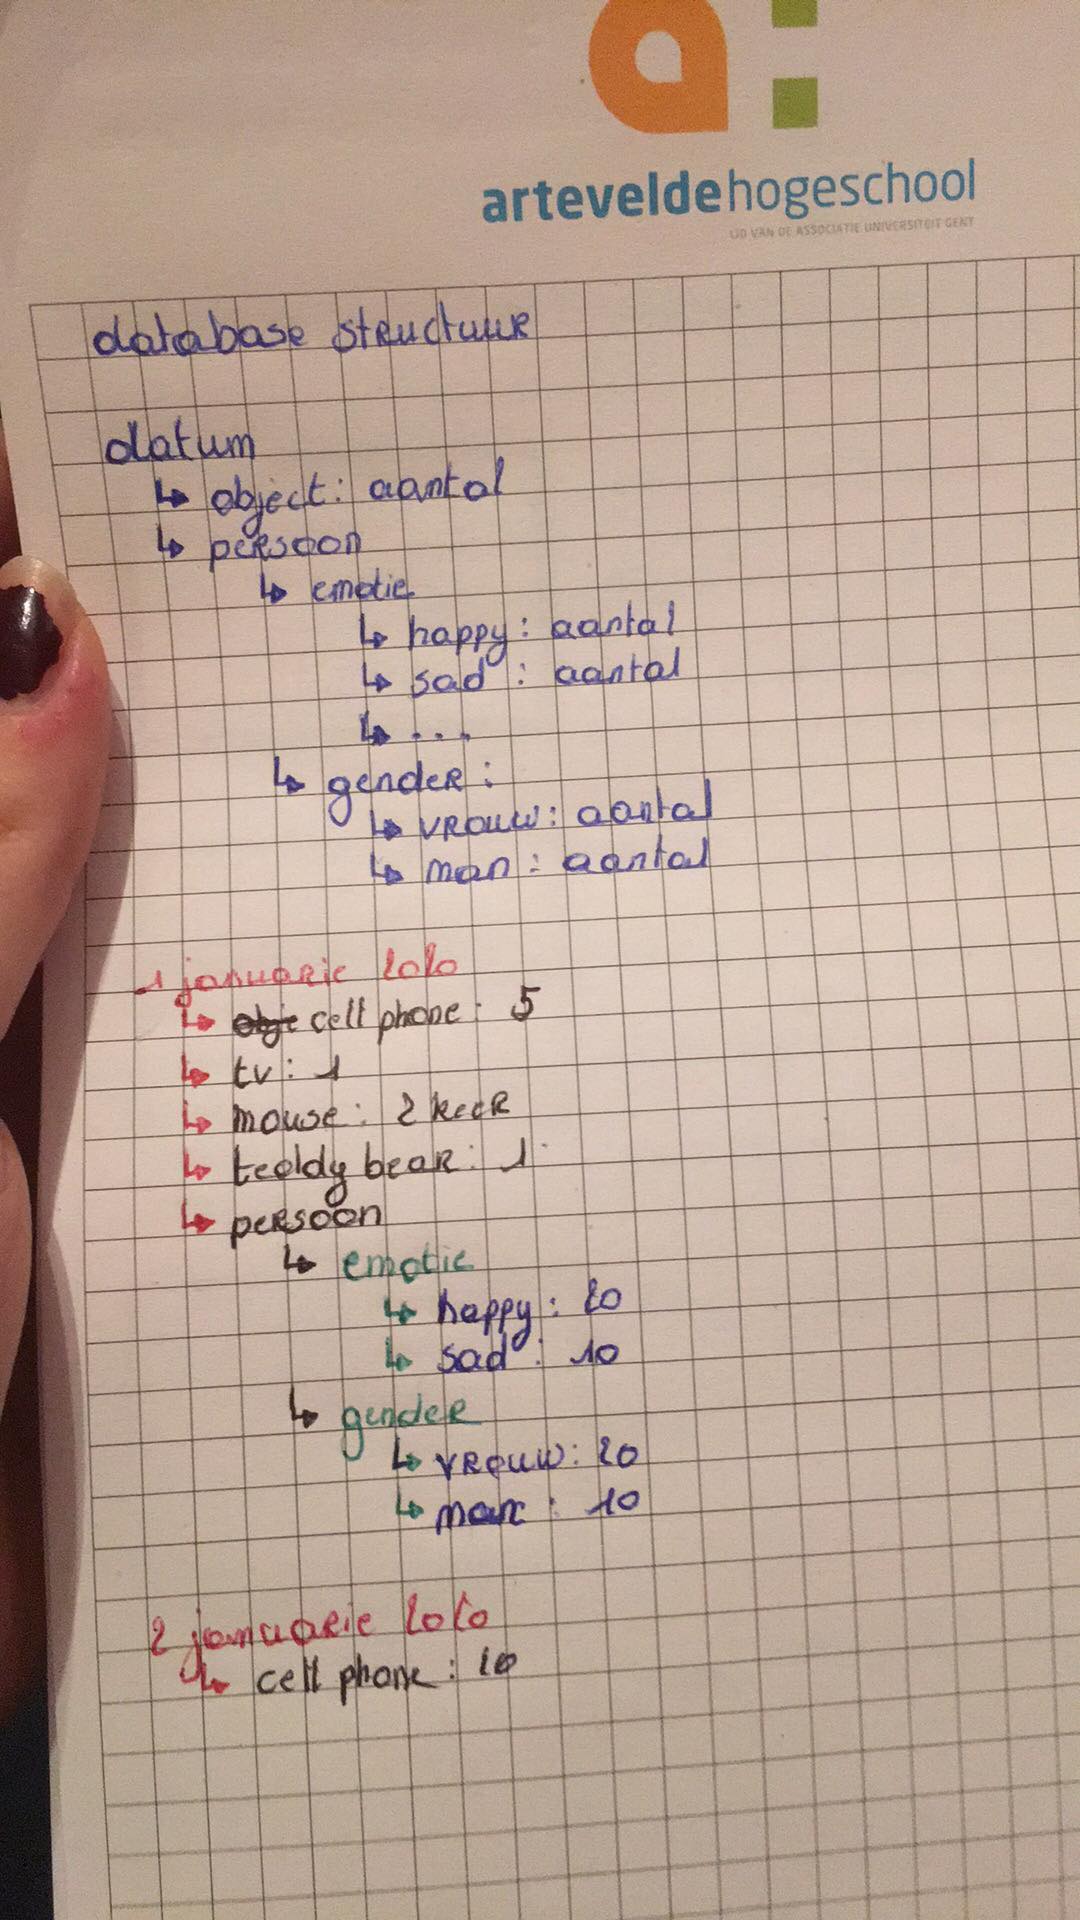 a:
arteveldehogeschool
LID VAN DE ASSOCIATIE UNIVERSITEIT GENT
database structuur
datum
↳ object: aantal
↳ persoon
↳ emotie
↳ happy: aantal
↳ sad : aantal
↳ ...
↳ gender:
↳ vrouw: aantal
↳ man: aantal
1 januarie 2020
↳ obje cell phone: 5
↳ tv: 1
↳ mouse: 2 keer
↳ teddy bear: 1
↳ persoon
↳ emotie
↳ happy: 20
↳ sad: 10
↳ gender
↳ vrouw: 20
↳ man: 10
2 januarie 2020
↳ cell phone: 10